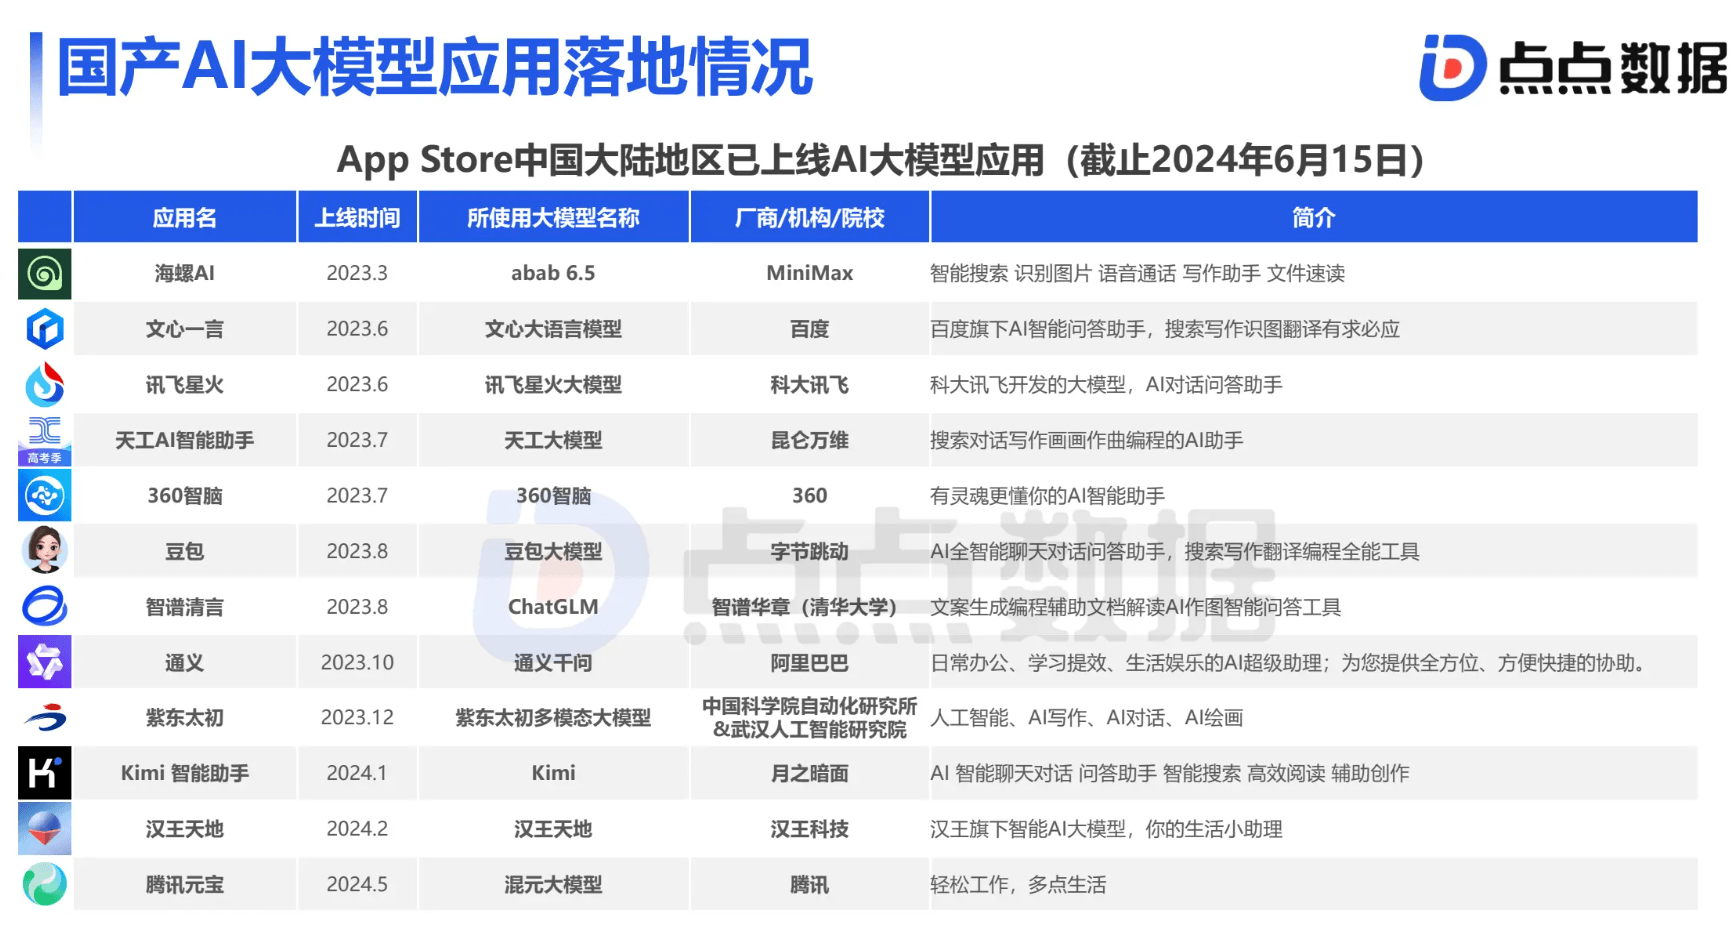 国产AI大模型应用落地情况
点点数据
App Store中国大陆地区已上线AI大模型应用（截止2024年6月15日）
应用名 上线时间 所使用大模型名称 厂商/机构/院校 简介
海螺AI 2023.3 abab 6.5 MiniMax 智能搜索 识别图片 语音通话 写作助手 文件速读
文心一言 2023.6 文心大语言模型 百度 百度旗下AI智能问答助手，搜索写作识图翻译有求必应
讯飞星火 2023.6 讯飞星火大模型 科大讯飞 科大讯飞开发的大模型，AI对话问答助手
高考季
天工AI智能助手 2023.7 天工大模型 昆仑万维 搜索对话写作画画作曲编程的AI助手
360智脑 2023.7 360智脑 360 有灵魂更懂你的AI智能助手
豆包 2023.8 豆包大模型 字节跳动 AI全智能聊天对话问答助手，搜索写作翻译编程全能工具
智谱清言 2023.8 ChatGLM 智谱华章（清华大学） 文案生成编程辅助文档解读AI作图智能问答工具
通义 2023.10 通义千问 阿里巴巴 日常办公、学习提效、生活娱乐的AI超级助理；为您提供全方位、方便快捷的协助。
紫东太初 2023.12 紫东太初多模态大模型 中国科学院自动化研究所
&武汉人工智能研究院 人工智能、AI写作、AI对话、AI绘画
Kimi 智能助手 2024.1 Kimi 月之暗面 AI 智能聊天对话 问答助手 智能搜索 高效阅读 辅助创作
汉王天地 2024.2 汉王天地 汉王科技 汉王旗下智能AI大模型，你的生活小助理
腾讯元宝 2024.5 混元大模型 腾讯 轻松工作，多点生活
点点数据